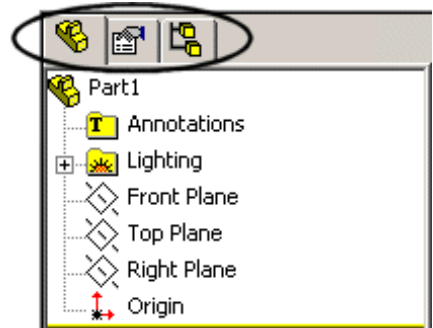 Part1
T Annotations
Lighting
Front Plane
Top Plane
Right Plane
Origin